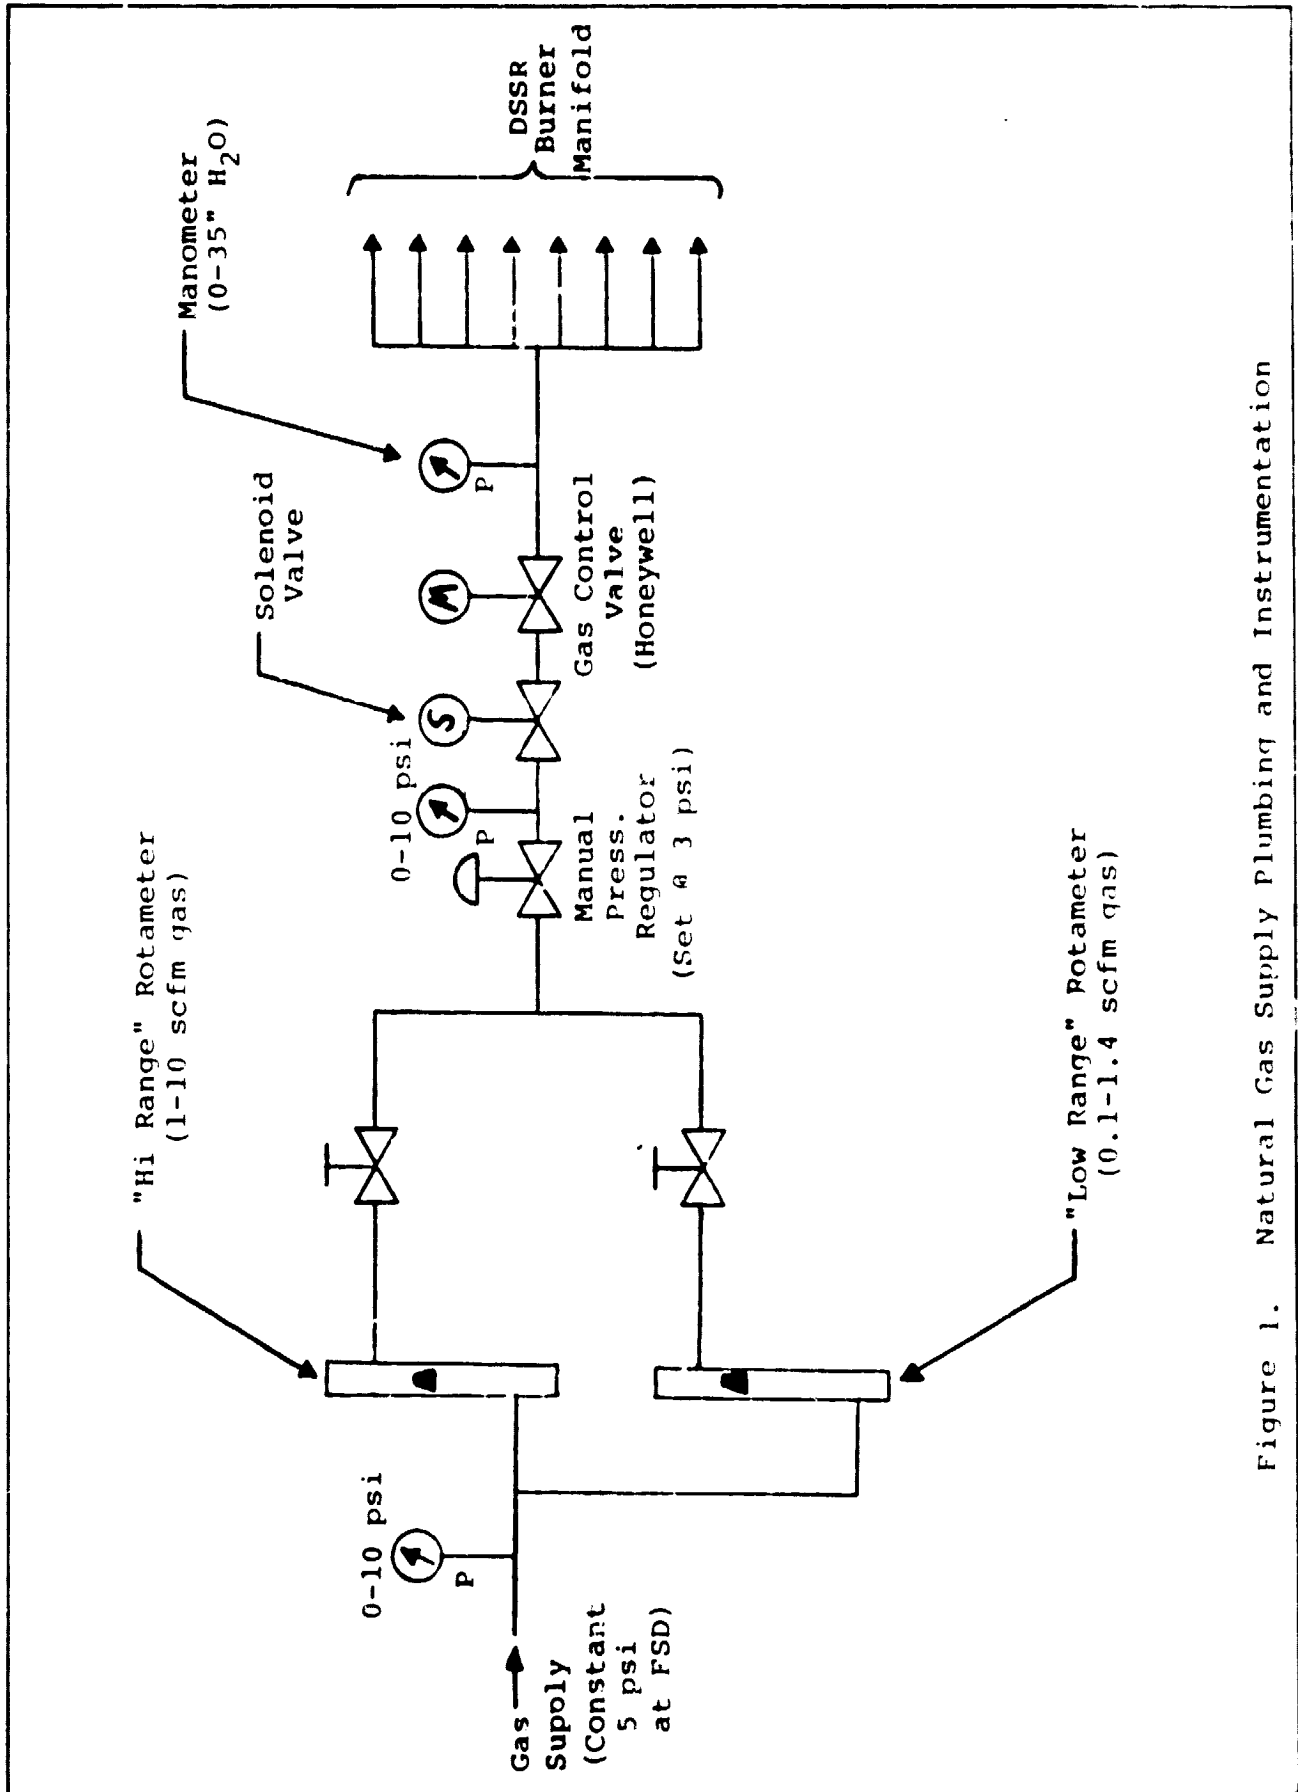 Gas
Supoly
(Constant
5 psi
at FSD)
0-10 psi
P
"Hi Range" Rotameter
(1-10 scfm gas)
"Low Range" Rotameter
(0.1-1.4 scfm gas)
Manual
Press.
Regulator
(Set @ 3 psi)
0-10 psi
P
S
Solenoid
Valve
M
Gas Control
Valve
(Honeywell)
P
Manometer
(0-35" H₂O)
DSSR
Burner
Manifold
Figure 1. Natural Gas Supply Plumbing and Instrumentation